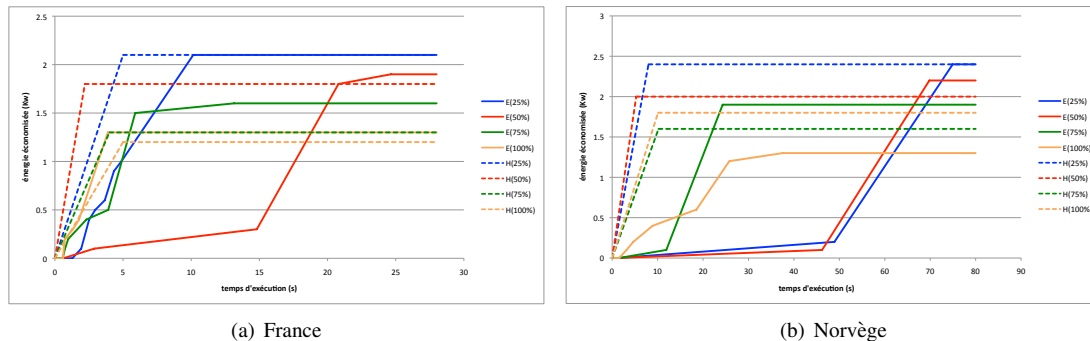 2.5
2
1.5
1
0.5
0
énergie économisée (Kw)
0 5 10 15 20 25 30
temps d'exécution (s)
E(25%)
E(50%)
E(75%)
E(100%)
H(25%)
H(50%)
H(75%)
H(100%)
(a) France
3
2.5
2
1.5
1
0.5
0
énergie économisée (Kw)
0 10 20 30 40 50 60 70 80 90
temps d'exécution (s)
E(25%)
E(50%)
E(75%)
E(100%)
H(25%)
H(50%)
H(75%)
H(100%)
(b) Norvège